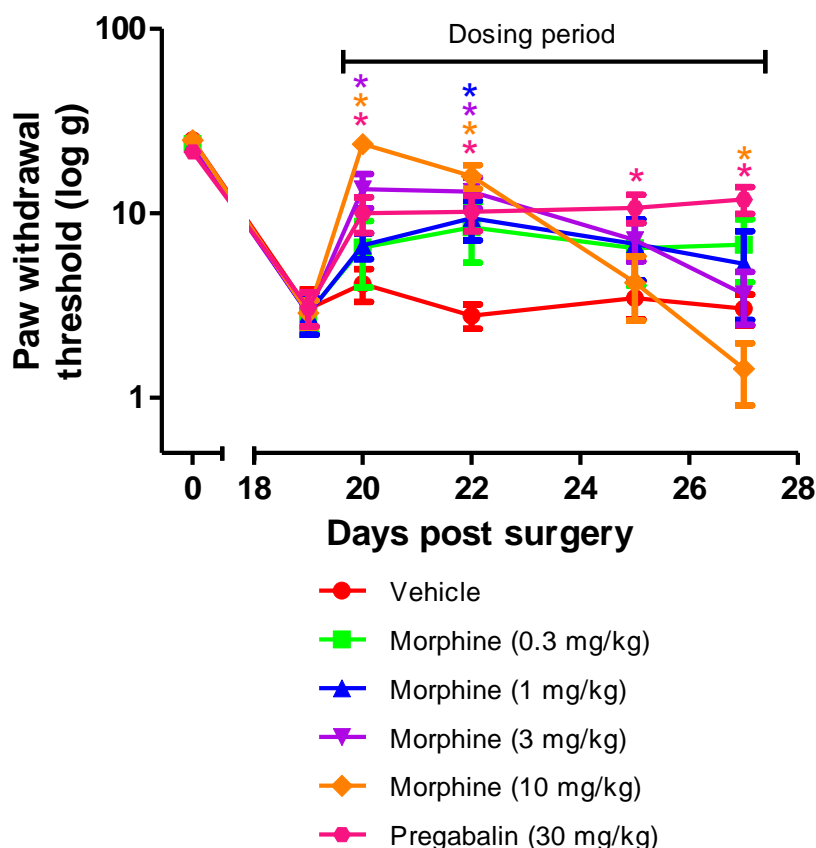 100
Dosing period
*
*
*
*
*
*
*
*
*
*
10
1
Paw withdrawal
threshold (log g)
0 18 20 22 24 26 28
Days post surgery
Vehicle
Morphine (0.3 mg/kg)
Morphine (1 mg/kg)
Morphine (3 mg/kg)
Morphine (10 mg/kg)
Pregabalin (30 mg/kg)